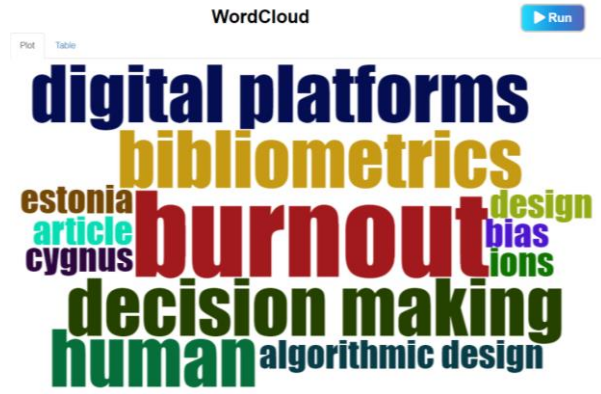 WordCloud
Run
Plot Table
digital platforms
bibliometrics
estonia
article
cygnus
burnout
design
bias
ions
decision making
human
algorithmic design